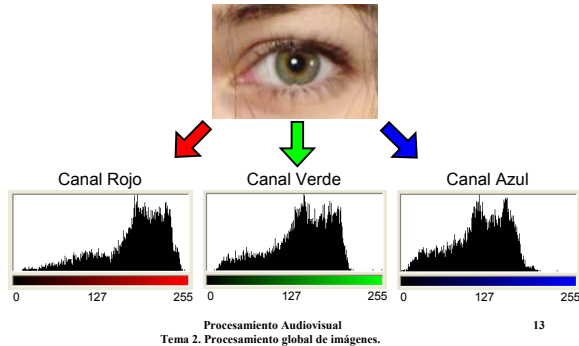 Canal Rojo Canal Verde Canal Azul
0 127 255 0 127 255 0 127 255
Procesamiento Audiovisual 13
Tema 2. Procesamiento global de imágenes.